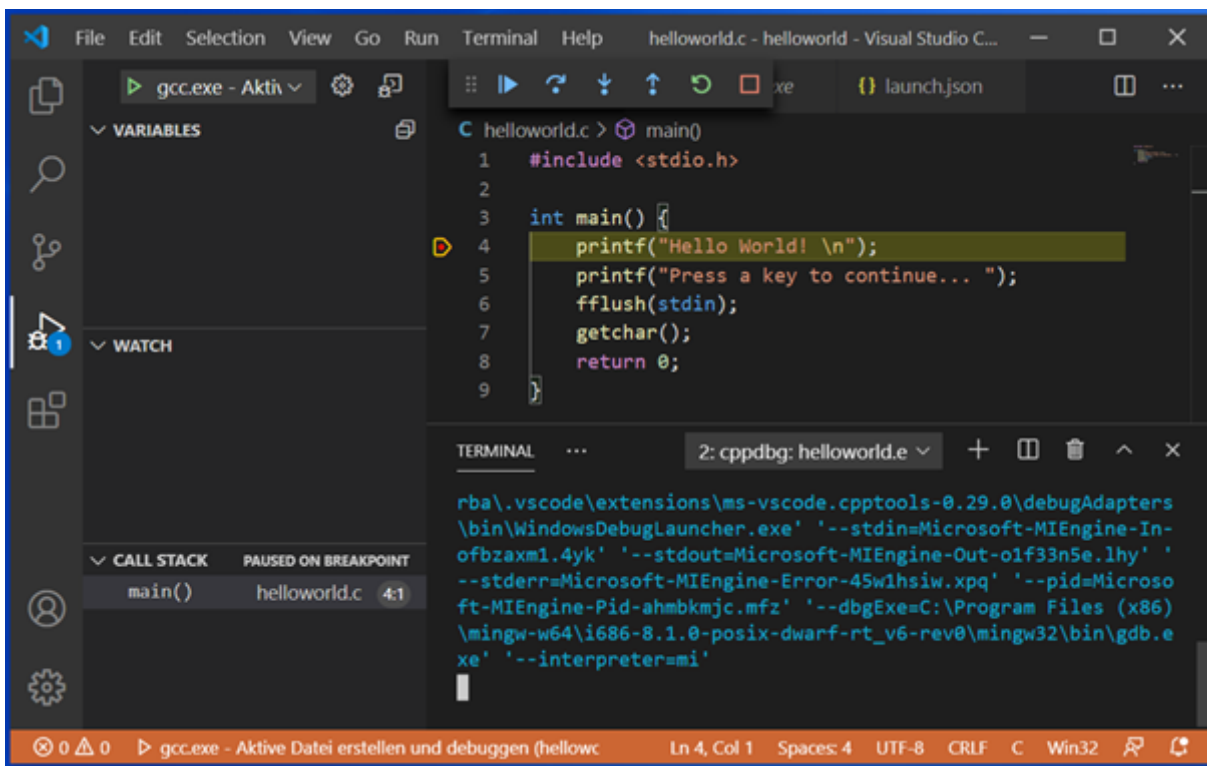 File Edit Selection View Go Run Terminal Help helloworld.c - helloworld - Visual Studio C...
gcc.exe - Aktiv
xe {} launch.json
VARIABLES
C helloworld.c > main()
1 #include <stdio.h>
2
3 int main() {
4 printf("Hello World! \n");
5 printf("Press a key to continue... ");
6 fflush(stdin);
7 getchar();
8 return 0;
9 }
1
WATCH
TERMINAL ... 2: cppdbg: helloworld.e
rba\.vscode\extensions\ms-vscode.cpptools-0.29.0\debugAdapters
\bin\WindowsDebugLauncher.exe' '--stdin=Microsoft-MIEngine-In-
ofbzaxm1.4yk' '--stdout=Microsoft-MIEngine-Out-o1f33n5e.lhy' '
--stderr=Microsoft-MIEngine-Error-45w1hsiw.xpq' '--pid=Microso
ft-MIEngine-Pid-ahmbkmjc.mfz' '--dbgExe=C:\Program Files (x86)
\mingw-w64\i686-8.1.0-posix-dwarf-rt_v6-rev0\mingw32\bin\gdb.e
xe' '--interpreter=mi'
CALL STACK PAUSED ON BREAKPOINT
main() helloworld.c 4:1
0 0 gcc.exe - Aktive Datei erstellen und debuggen (hellowc Ln 4, Col 1 Spaces: 4 UTF-8 CRLF C Win32